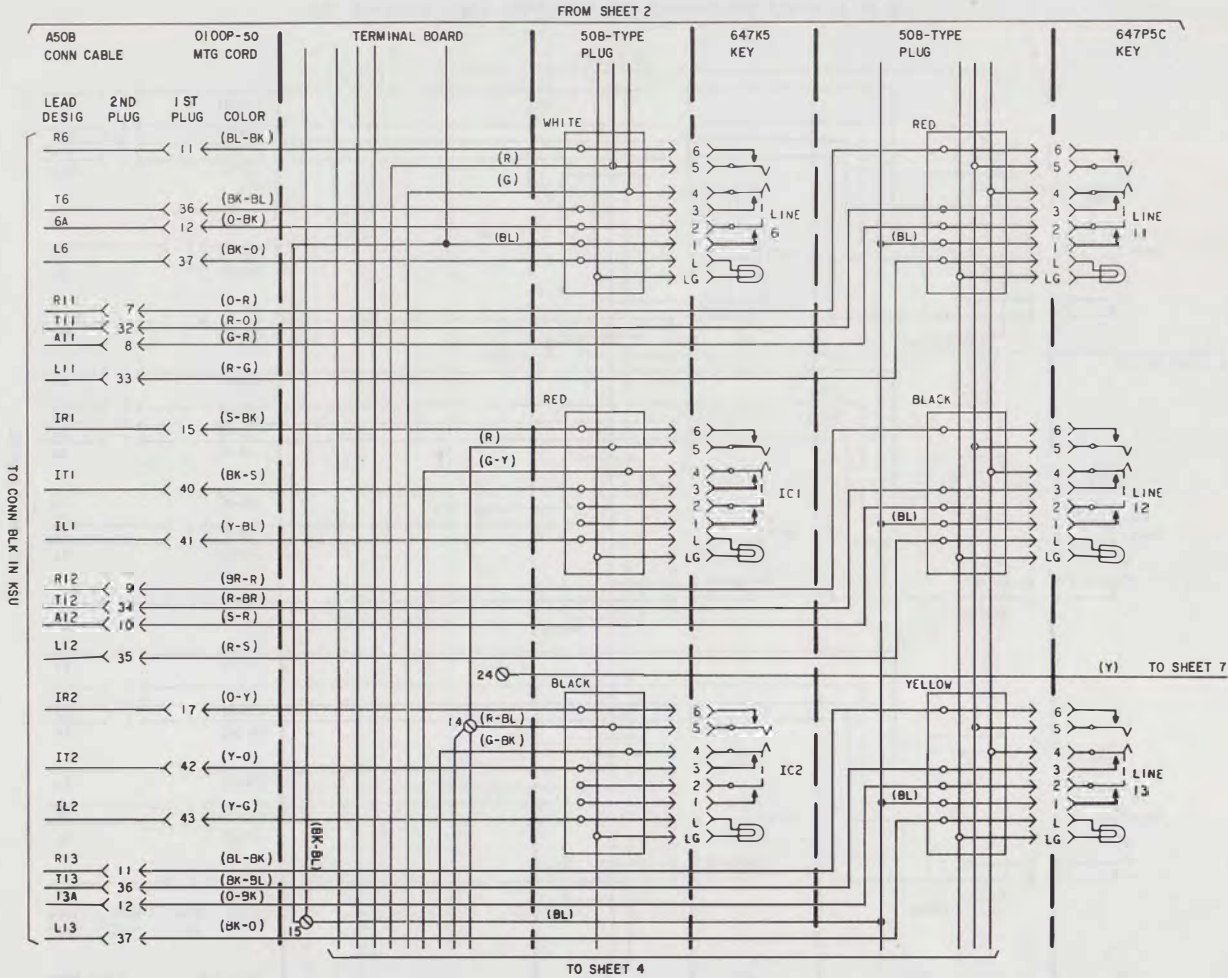 FROM SHEET 2
A50B CONN CABLE
0100P-50 MTG CORD
TERMINAL BOARD
508-TYPE PLUG
647K5 KEY
508-TYPE PLUG
647P5C KEY
LEAD DESIG
2ND PLUG
1ST PLUG
COLOR
R6 11 (BL-BK)
T6 36 (BK-BL)
6A 12 (O-BK)
L6 37 (BK-O)
(R)
(G)
(BL)
WHITE
6
5
4
3
2
1
L
LG
LINE 6
RED
(BL)
6
5
4
3
2
1
L
LG
LINE 11
R11 7 (O-R)
T11 32 (R-O)
A11 8 (G-R)
L11 33 (R-G)
IR1 15 (S-BK)
IT1 40 (BK-S)
IL1 41 (Y-BL)
(R)
(G-Y)
RED
6
5
4
3
2
1
L
LG
IC1
BLACK
(BL)
6
5
4
3
2
1
L
LG
LINE 12
R12 9 (BR-R)
T12 34 (R-BR)
A12 10 (S-R)
L12 35 (R-S)
24
(Y) TO SHEET 7
IR2 17 (O-Y)
IT2 42 (Y-O)
IL2 43 (Y-G)
14
(R-BL)
(G-BK)
BLACK
6
5
4
3
2
1
L
LG
IC2
YELLOW
(BL)
6
5
4
3
2
1
L
LG
LINE 13
R13 11 (BL-BK)
T13 36 (BK-BL)
13A 12 (O-BK)
L13 37 (BK-O)
(BK-BL)
15
(BL)
TO CONN BLK IN KSU
TO SHEET 4